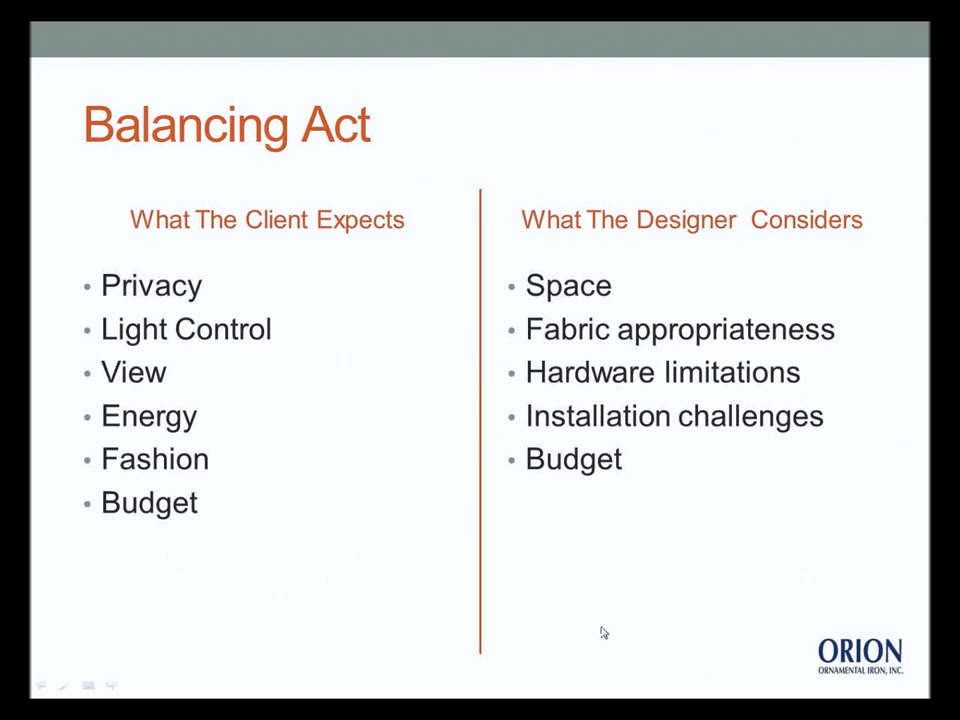 Balancing Act
What The Client Expects
• Privacy
• Light Control
• View
• Energy
• Fashion
• Budget
What The Designer Considers
• Space
• Fabric appropriateness
• Hardware limitations
• Installation challenges
• Budget
ORION
ORNAMENTAL IRON, INC.